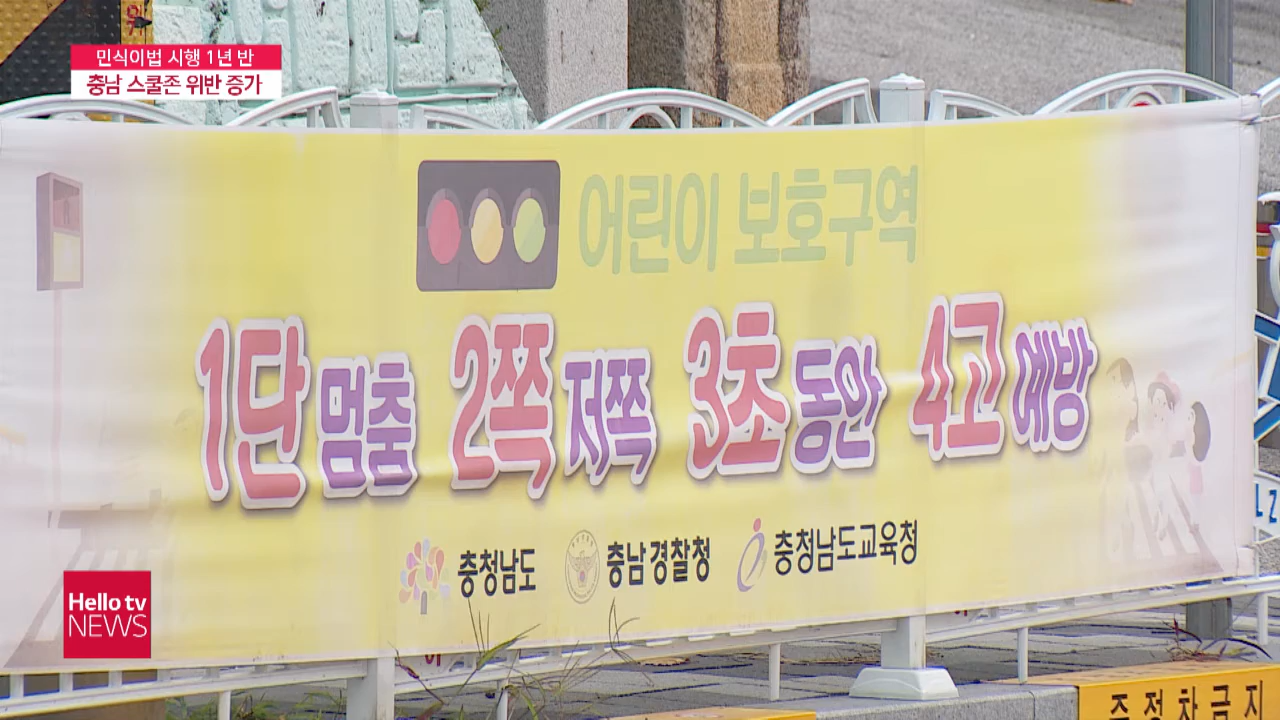 민식이법 시행 1년 반
충남 스쿨존 위반 증가
어린이 보호구역
1단 멈춤 2쪽 저쪽 3초 동안 4고 예방
충청남도 충남경찰청 충청남도교육청
Hello tv
NEWS
주정차금지